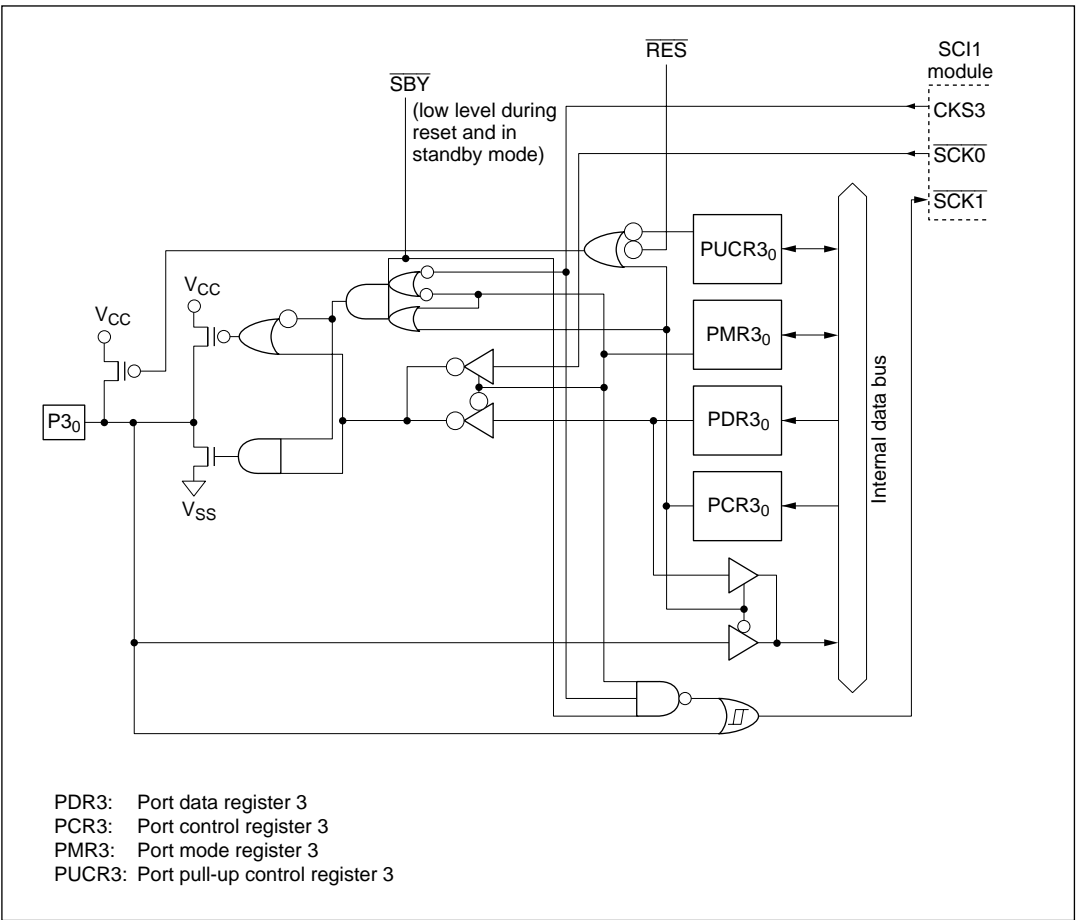 SCI1
module
RES
SBY
(low level during
reset and in
standby mode)
CKS3
SCK0
SCK1
PUCR3₀
VCC
VCC
PMR3₀
P3₀
PDR3₀
VSS
PCR3₀
Internal data bus
PDR3: Port data register 3
PCR3: Port control register 3
PMR3: Port mode register 3
PUCR3: Port pull-up control register 3